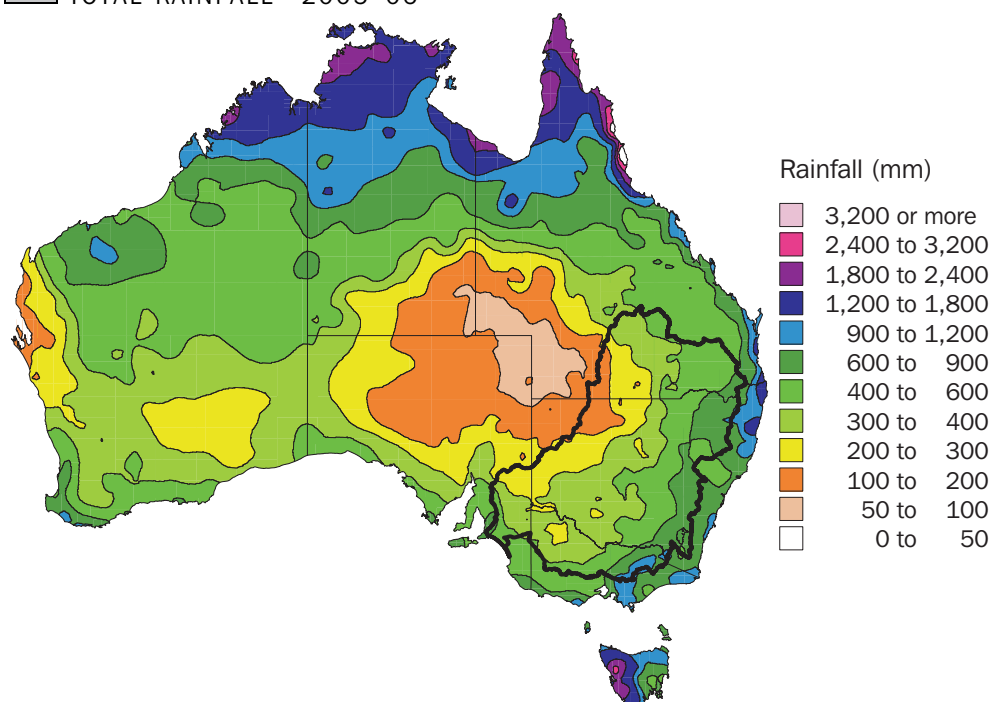 TOTAL RAINFALL
Rainfall (mm)
3,200 or more
2,400 to 3,200
1,800 to 2,400
1,200 to 1,800
900 to 1,200
600 to 900
400 to 600
300 to 400
200 to 300
100 to 200
50 to 100
0 to 50